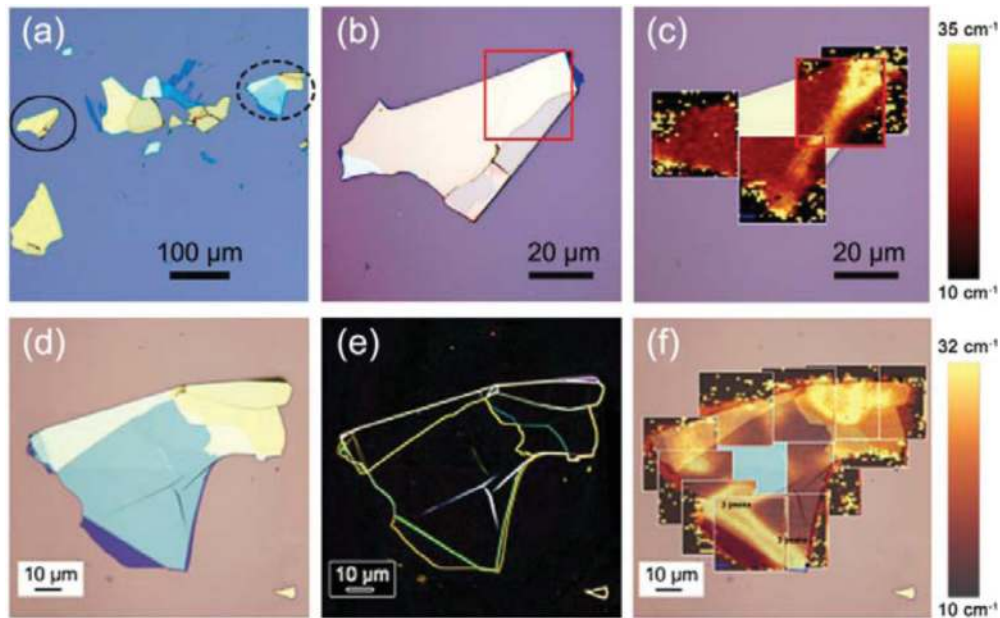 (a)
100 µm
(b)
20 µm
(c)
20 µm
35 cm⁻¹
10 cm⁻¹
(d)
10 µm
(e)
10 µm
(f)
10 µm
32 cm⁻¹
10 cm⁻¹